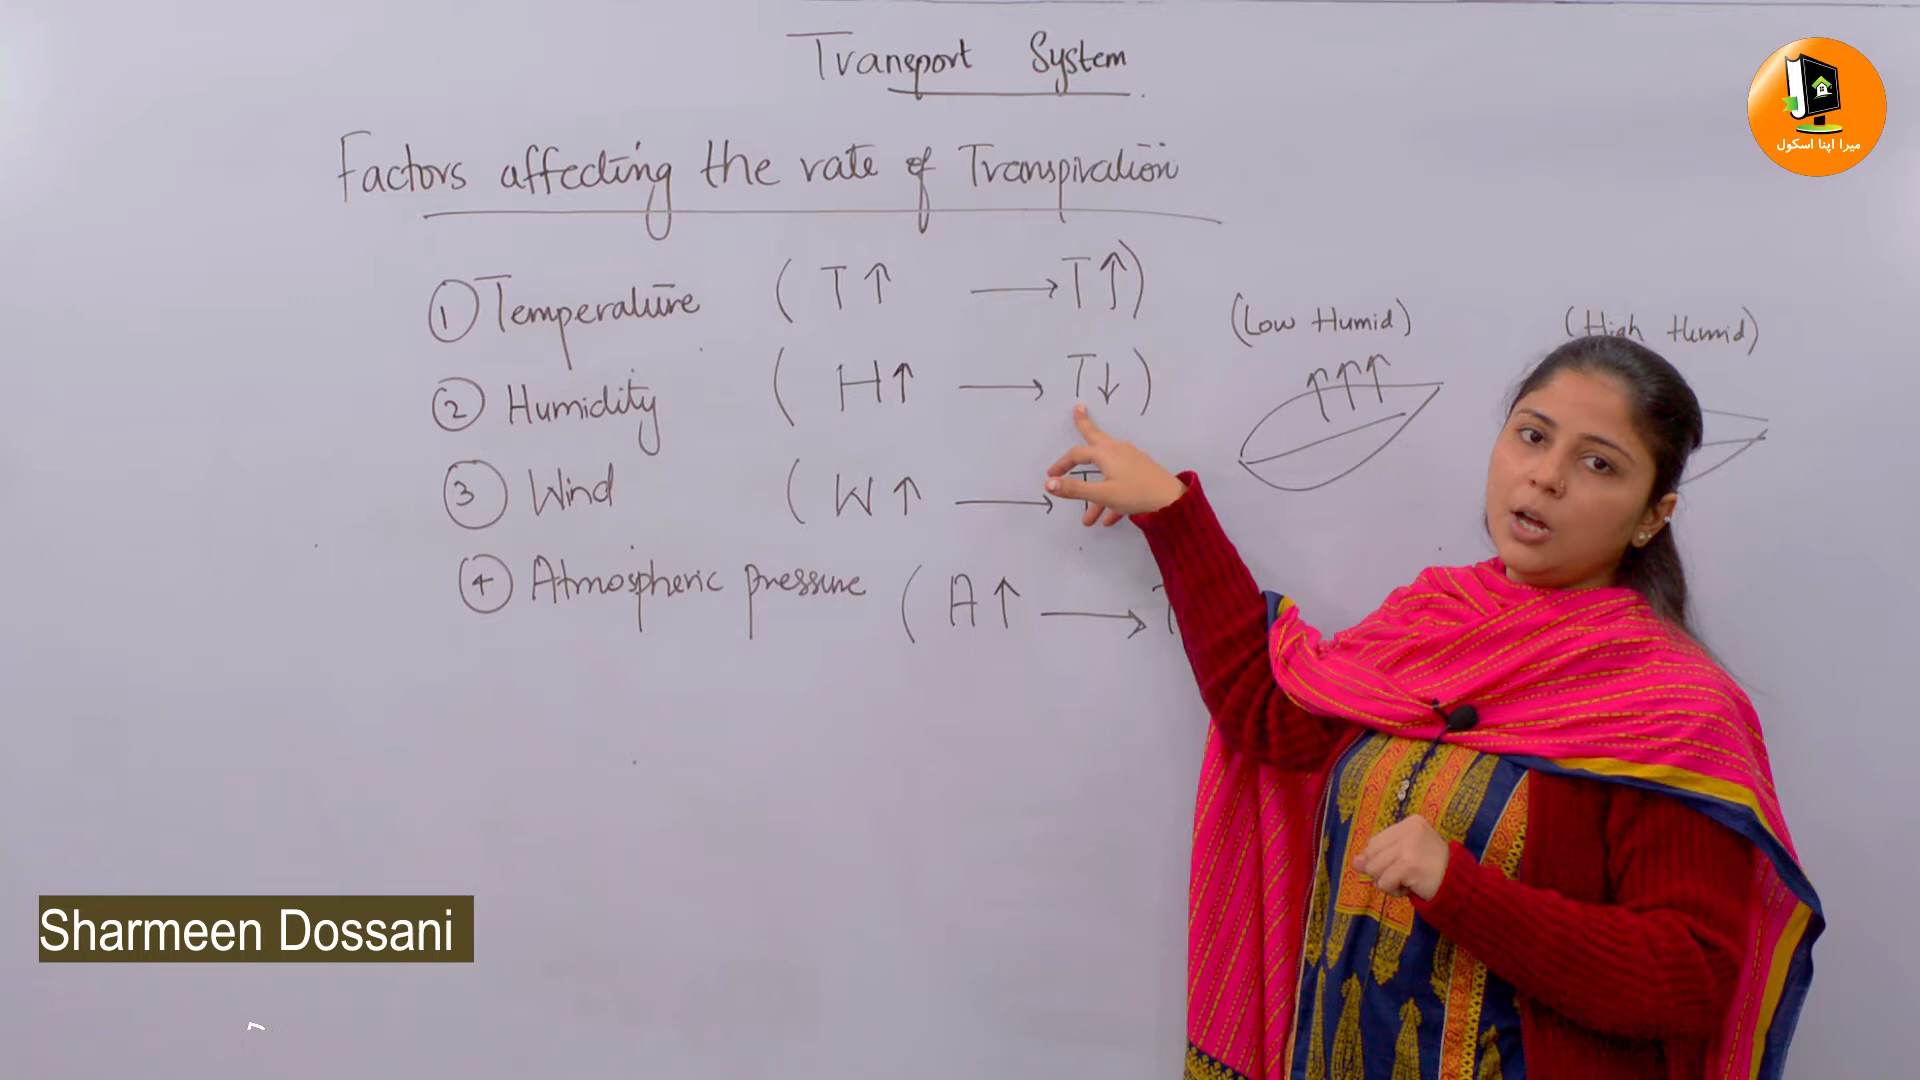 Transport System
میرا اپنا اسکول
Factors affecting the rate of Transpiration
① Temperature ( T↑ → T↑ )
(Low Humid) (High Humid)
② Humidity ( H↑ → T↓ )
③ Wind ( W↑ → T
④ Atmospheric pressure ( A↑ →
Sharmeen Dossani